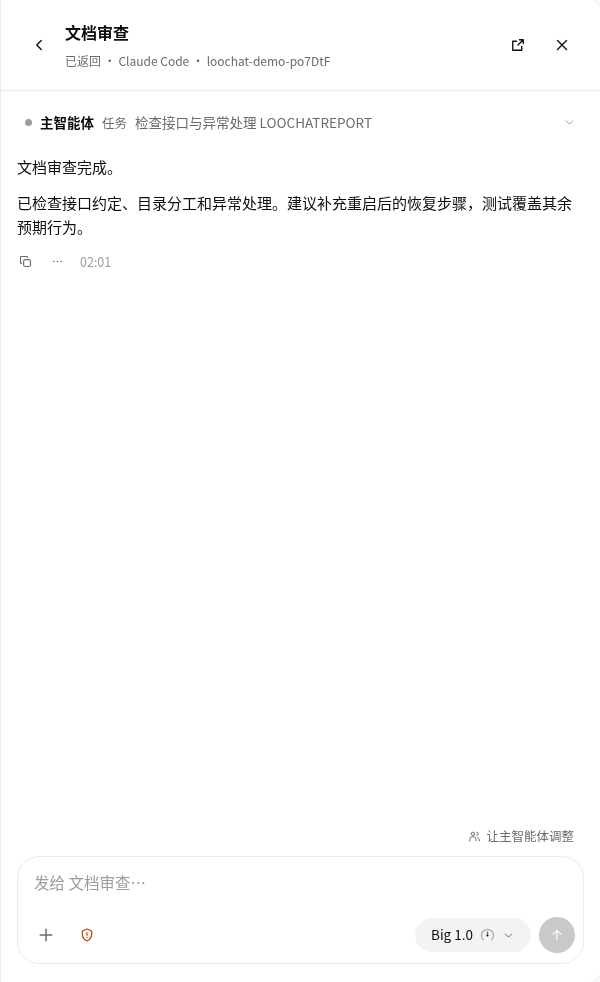 文档审查
已返回 • Claude Code • loochat-demo-po7DtF
主智能体 任务 检查接口与异常处理 LOOCHATREPORT
文档审查完成。
已检查接口约定、目录分工和异常处理。建议补充重启后的恢复步骤，测试覆盖其余
预期行为。
02:01
让主智能体调整
发给 文档审查…
Big 1.0